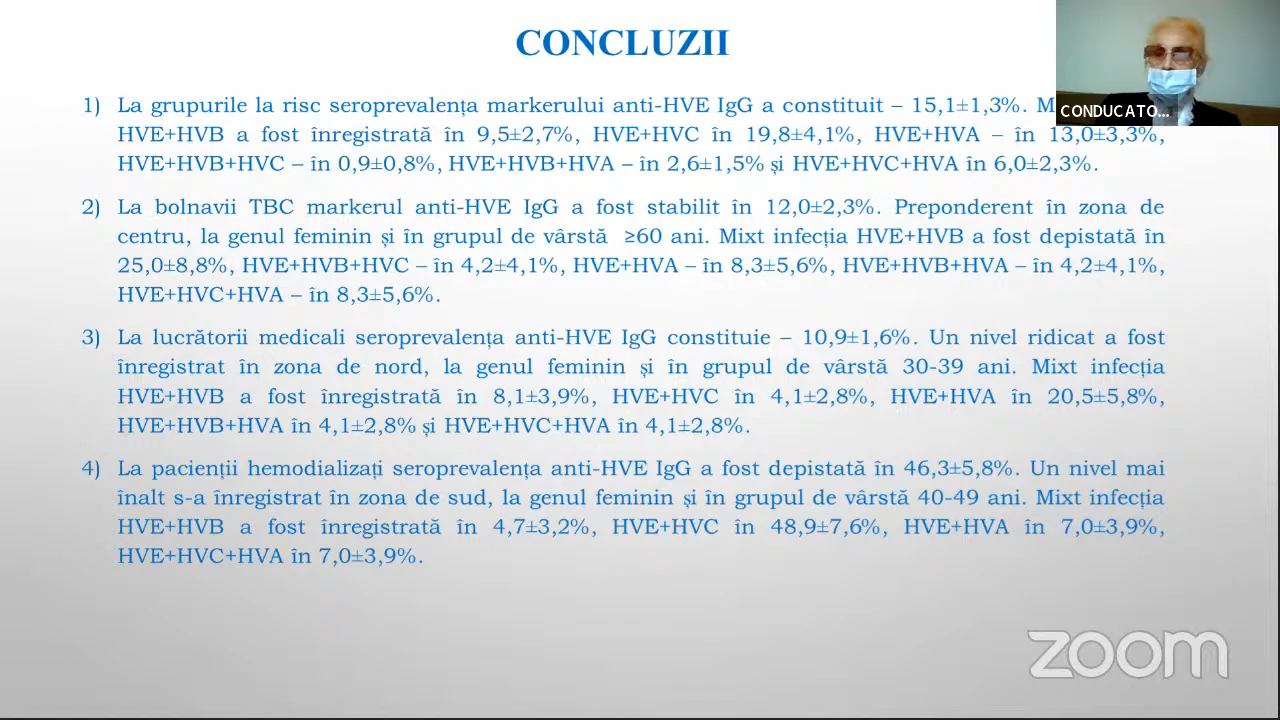 CONCLUZII
CONDUCATO...
1) La grupurile la risc seroprevalența markerului anti-HVE IgG a constituit – 15,1±1,3%. M
HVE+HVB a fost înregistrată în 9,5±2,7%, HVE+HVC în 19,8±4,1%, HVE+HVA – în 13,0±3,3%,
HVE+HVB+HVC – în 0,9±0,8%, HVE+HVB+HVA – în 2,6±1,5% și HVE+HVC+HVA în 6,0±2,3%.
2) La bolnavii TBC markerul anti-HVE IgG a fost stabilit în 12,0±2,3%. Preponderent în zona de
centru, la genul feminin și în grupul de vârstă ≥60 ani. Mixt infecția HVE+HVB a fost depistată în
25,0±8,8%, HVE+HVB+HVC – în 4,2±4,1%, HVE+HVA – în 8,3±5,6%, HVE+HVB+HVA – în 4,2±4,1%,
HVE+HVC+HVA – în 8,3±5,6%.
3) La lucrătorii medicali seroprevalența anti-HVE IgG constituie – 10,9±1,6%. Un nivel ridicat a fost
înregistrat în zona de nord, la genul feminin și în grupul de vârstă 30-39 ani. Mixt infecția
HVE+HVB a fost înregistrată în 8,1±3,9%, HVE+HVC în 4,1±2,8%, HVE+HVA în 20,5±5,8%,
HVE+HVB+HVA în 4,1±2,8% și HVE+HVC+HVA în 4,1±2,8%.
4) La pacienții hemodializați seroprevalența anti-HVE IgG a fost depistată în 46,3±5,8%. Un nivel mai
înalt s-a înregistrat în zona de sud, la genul feminin și în grupul de vârstă 40-49 ani. Mixt infecția
HVE+HVB a fost înregistrată în 4,7±3,2%, HVE+HVC în 48,9±7,6%, HVE+HVA în 7,0±3,9%,
HVE+HVC+HVA în 7,0±3,9%.
zoom